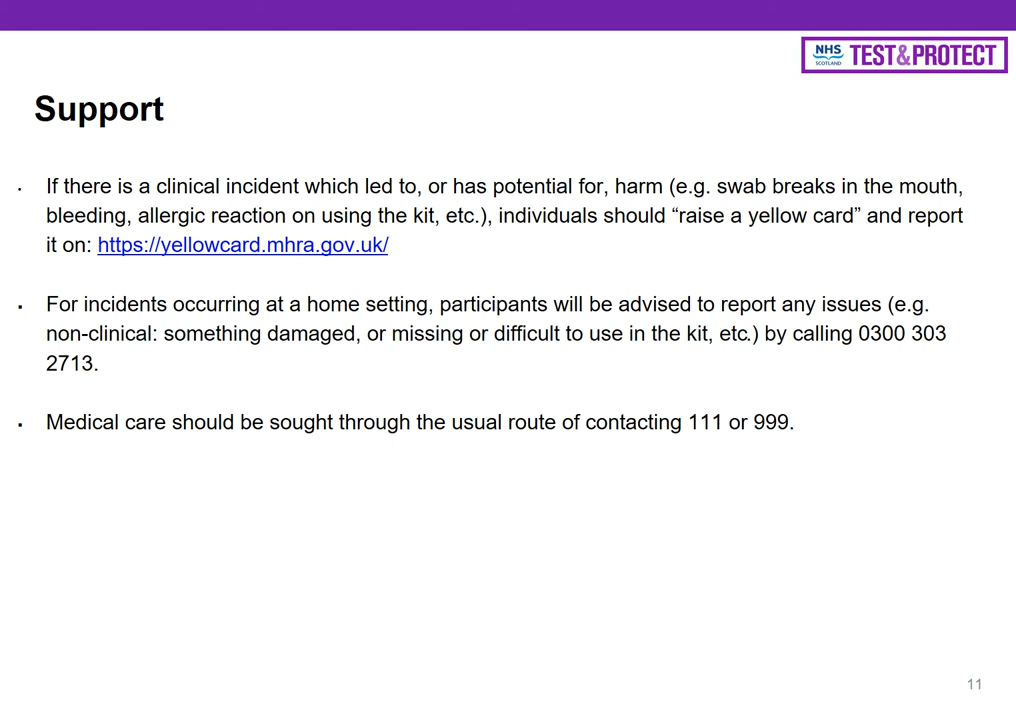 NHS
SCOTLAND
TEST&PROTECT
Support
• If there is a clinical incident which led to, or has potential for, harm (e.g. swab breaks in the mouth,
bleeding, allergic reaction on using the kit, etc.), individuals should “raise a yellow card” and report
it on: https://yellowcard.mhra.gov.uk/
▪ For incidents occurring at a home setting, participants will be advised to report any issues (e.g.
non-clinical: something damaged, or missing or difficult to use in the kit, etc.) by calling 0300 303
2713.
▪ Medical care should be sought through the usual route of contacting 111 or 999.
11